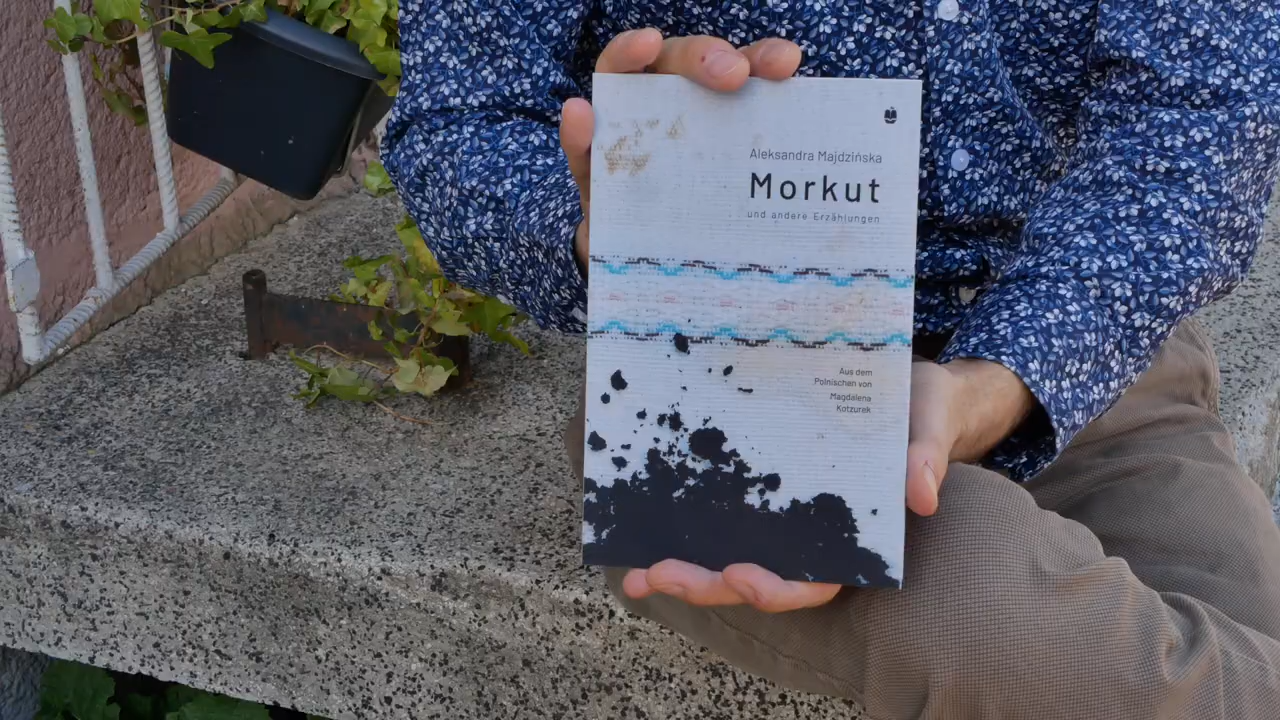 Aleksandra Majdzińska
Morkut
und andere Erzählungen
Aus dem
Polnischen von
Magdalena
Kotzurek